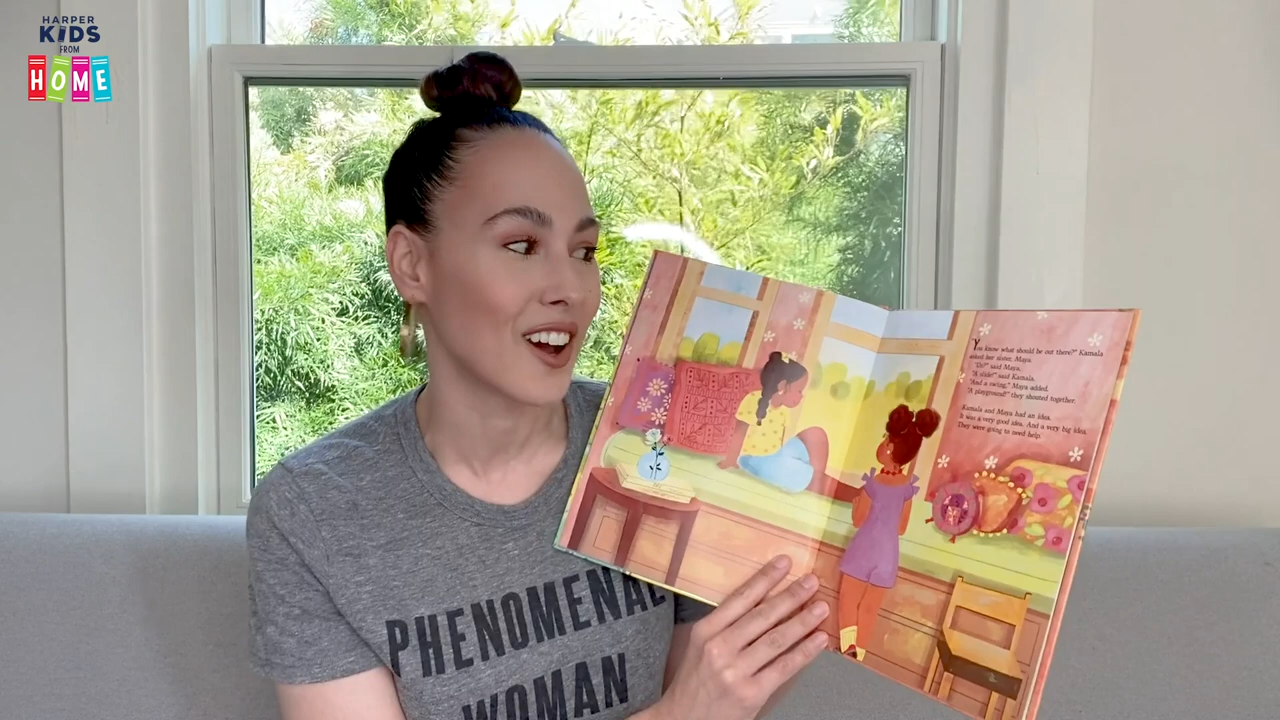 HARPER
KiDS
FROM
HOME
"You know what should be out there?" Kamala
asked her sister, Maya.
"Uh?" said Maya.
"A slide!" said Kamala.
"And a swing," Maya added.
"A playground!" they shouted together.
Kamala and Maya had an idea.
It was a very good idea. And a very big idea.
They were going to need help.
PHENOMENAL
WOMAN